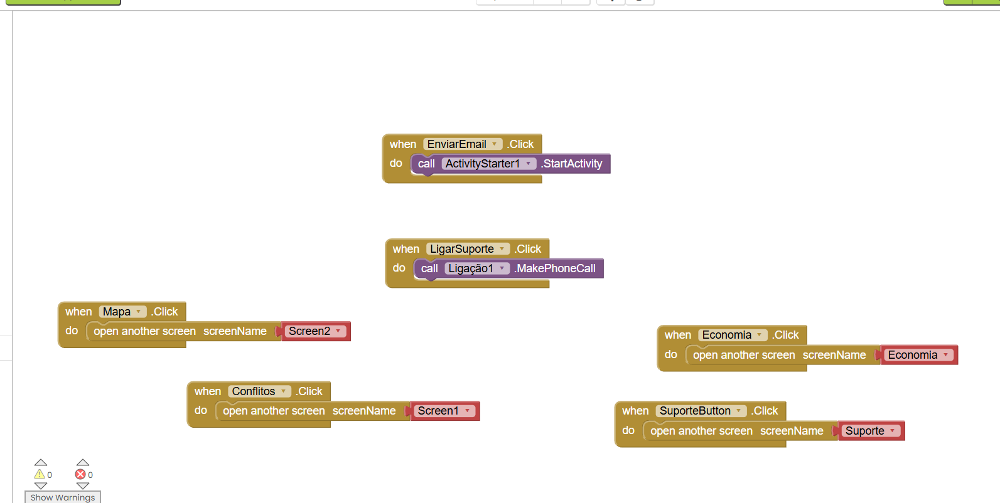 when EnviarEmail .Click
do call ActivityStarter1 .StartActivity
when LigarSuporte .Click
do call Ligação1 .MakePhoneCall
when Mapa .Click
do open another screen screenName Screen2
when Economia .Click
do open another screen screenName Economia
when Conflitos .Click
do open another screen screenName Screen1
when SuporteButton .Click
do open another screen screenName Suporte
0 0
Show Warnings